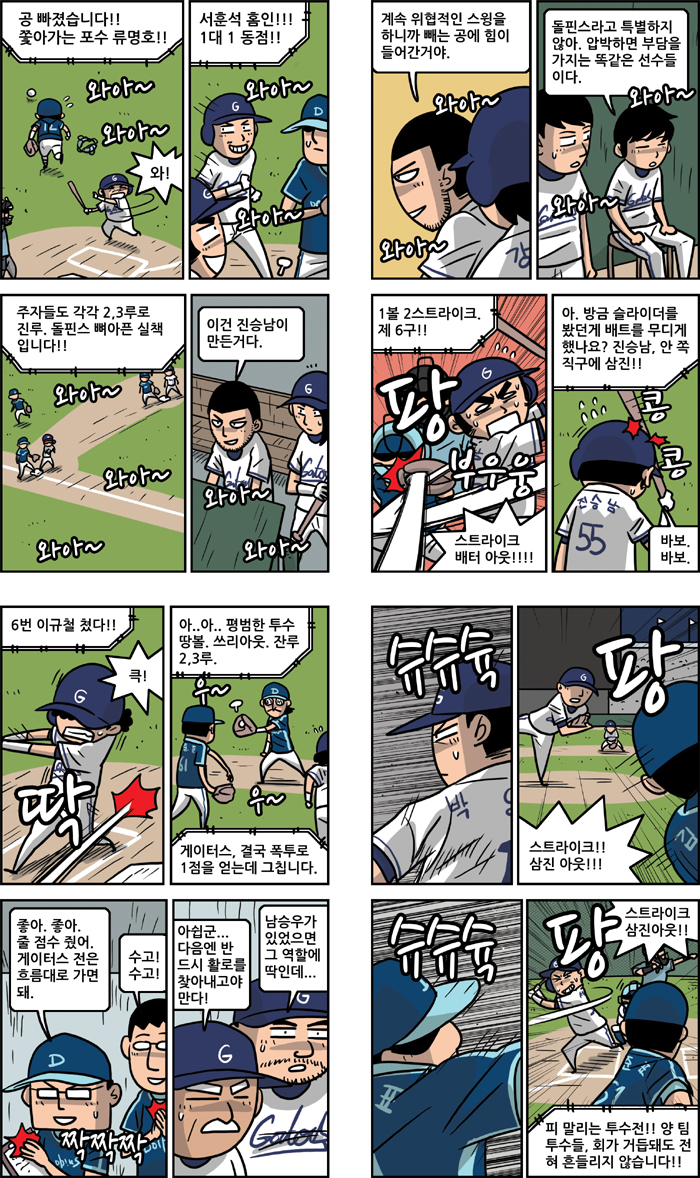 공 빠졌습니다!!
쫓아가는 포수 류명호!!
와아~
12
와아~
와!
G
서훈석 홈인!!!
1대 1 동점!!
와아~
G
D
와아~
주자들도 각각 2,3루로
진루. 돌핀스 뼈아픈 실책
입니다!!
와아~
와아~
와아~
이건 진승남이
만든거다.
G
Gators
와아~
와아~
계속 위협적인 스윙을
하니까 빼는 공에 힘이
들어간거야.
와아~
와아~
강
돌핀스라고 특별하지
않아. 압박하면 부담을
가지는 똑같은 선수들
이다.
와아~
와아~
1볼 2스트라이크.
제 6구!!
팡
G
부유웅
스트라이크
배터 아웃!!!!
아. 방금 슬라이더를
봤던게 배트를 무디게
했나요? 진승남, 안 쪽
직구에 삼진!!
콩
콩
진승남
55
바보.
바보.
6번 이규철 쳤다!!
큭!
G
딱
아..아.. 평범한 투수
땅볼. 쓰리아웃. 잔루
2,3루.
우~
D
우~
게이터스, 결국 폭투로
1점을 얻는데 그칩니다.
좋아. 좋아.
줄 점수 줬어.
게이터스 전은
흐름대로 가면
돼.
수고!
수고!
D
짝짝짝
아쉽군...
다음엔 반
드시 활로를
찾아내고야
만다!
남승우가
있었으면
그 역할에
딱인데...
G
G
Gators
슈슈슉
G
박
팡
G
스트라이크!!
삼진 아웃!!!
슈슈슉
표
스트라이크
삼진아웃!!
퍙
G
피 말리는 투수전!! 양 팀
투수들, 회가 거듭돼도 전
혀 흔들리지 않습니다!!